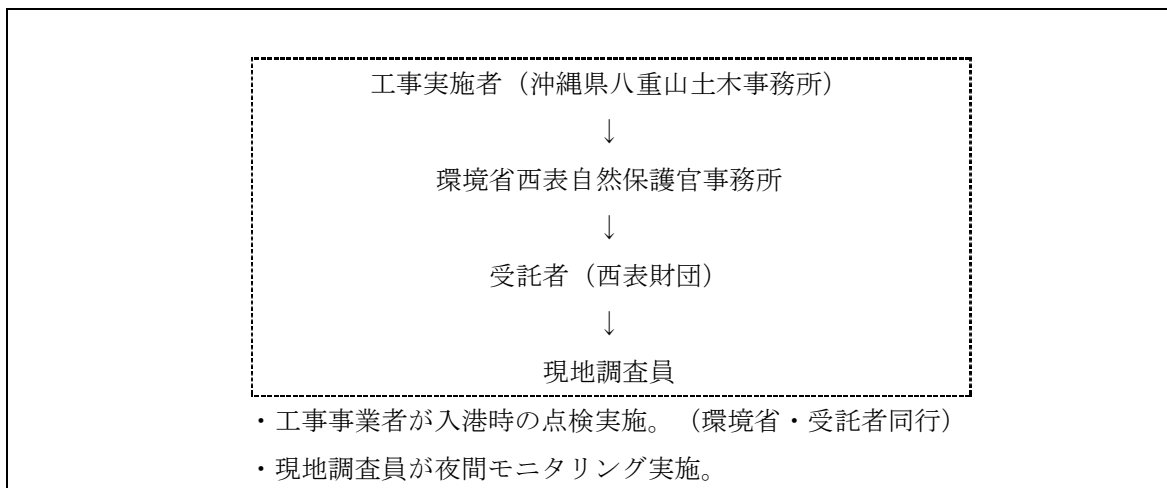 工事実施者（沖縄県八重山土木事務所）
↓
環境省西表自然保護官事務所
↓
受託者（西表財団）
↓
現地調査員
・工事事業者が入港時の点検実施。（環境省・受託者同行）
・現地調査員が夜間モニタリング実施。